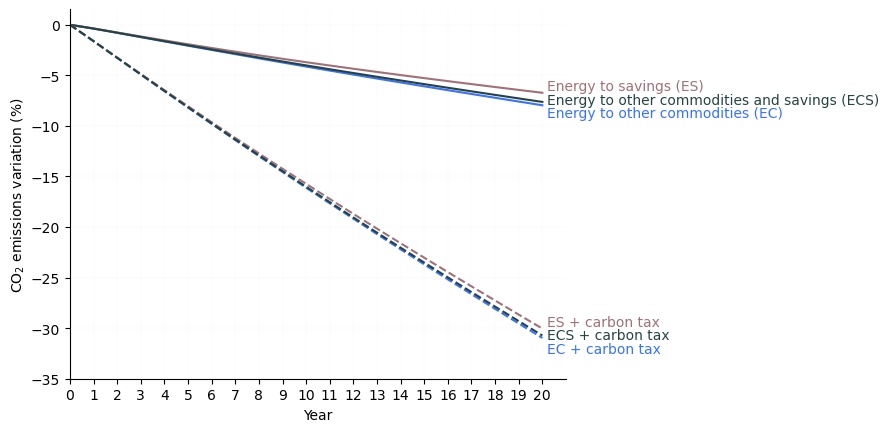 0
−5
−10
−15
−20
−25
−30
−35
CO₂ emissions variation (%)
Energy to savings (ES)
Energy to other commodities and savings (ECS)
Energy to other commodities (EC)
ES + carbon tax
ECS + carbon tax
EC + carbon tax
0 1 2 3 4 5 6 7 8 9 10 11 12 13 14 15 16 17 18 19 20
Year